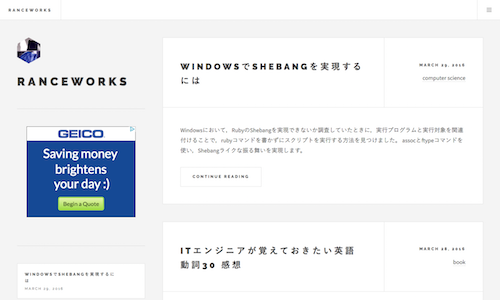 RANCEWORKS
RANCEWORKS
GEICO
Saving money
brightens
your day :)
Begin a Quote
WINDOWSでSHEBANGを実現するに
は
MARCH 29, 2016
WINDOWSでSHEBANGを実現する
には
MARCH 29, 2016
computer science
Windowsにおいて、RubyのShebangを実現できないか調査していたときに、実行プログラムと実行対象を関連
付けることで、rubyコマンドを書かずにスクリプトを実行する方法を見つけました。assocとftypeコマンドを
使い、Shebangライクな振る舞いを実現します。
CONTINUE READING
ITエンジニアが覚えておきたい英語
動詞30 感想
MARCH 28, 2016
book